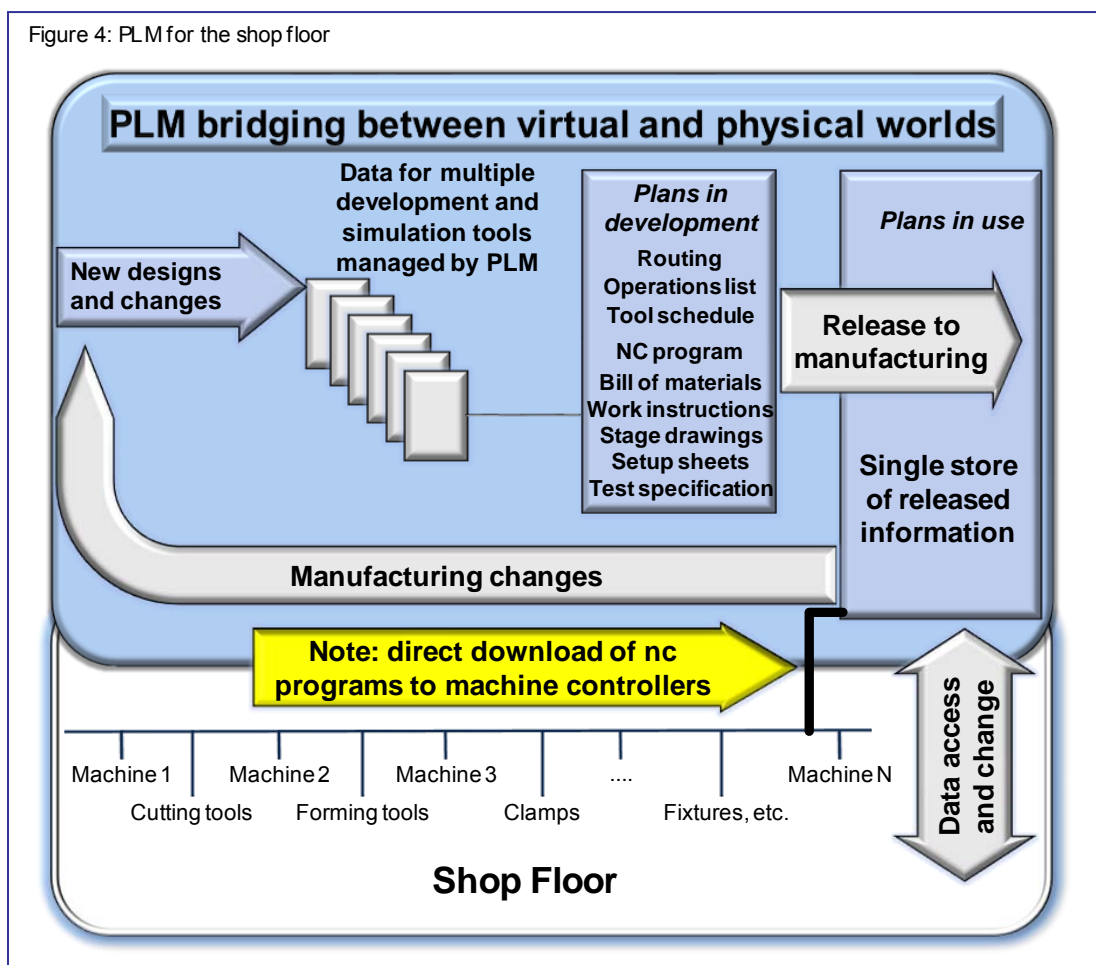 Figure 4: PLM for the shop floor
PLM bridging between virtual and physical worlds
Data for multiple
development and
simulation tools
managed by PLM
New designs
and changes
Plans in
development
Routing
Operations list
Tool schedule
NC program
Bill of materials
Work instructions
Stage drawings
Setup sheets
Test specification
Plans in use
Release to
manufacturing
Single store
of released
information
Manufacturing changes
Note: direct download of nc
programs to machine controllers
Data access
and change
Machine 1
Machine 2
Machine 3
....
Machine N
Cutting tools
Forming tools
Clamps
Fixtures, etc.
Shop Floor